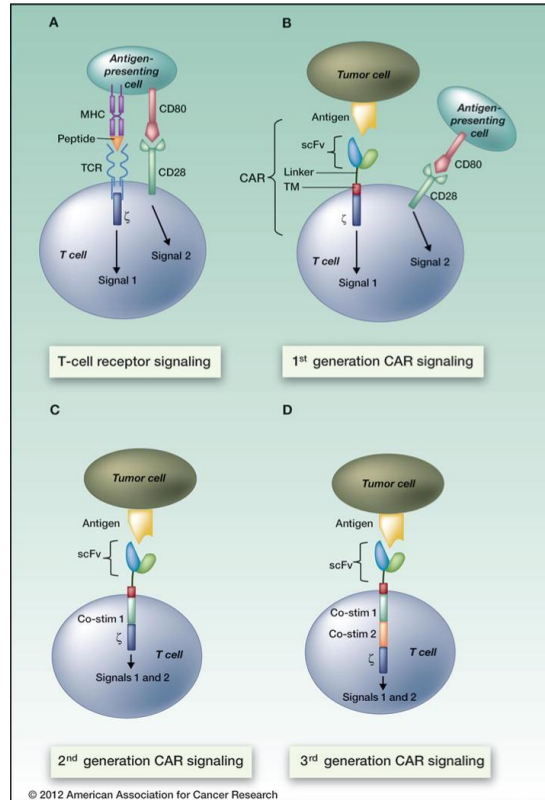 A
Antigen-
presenting
cell
MHC
CD80
Peptide
TCR
CD28
ζ
T cell
Signal 2
Signal 1
T-cell receptor signaling
B
Tumor cell
Antigen
Antigen-
presenting
cell
scFv
CD80
Linker
CAR
TM
CD28
ζ
T cell
Signal 2
Signal 1
1st generation CAR signaling
C
Tumor cell
Antigen
scFv
Co-stim 1
ζ
T cell
Signals 1 and 2
2nd generation CAR signaling
D
Tumor cell
Antigen
scFv
Co-stim 1
Co-stim 2
ζ
T cell
Signals 1 and 2
3rd generation CAR signaling
© 2012 American Association for Cancer Research